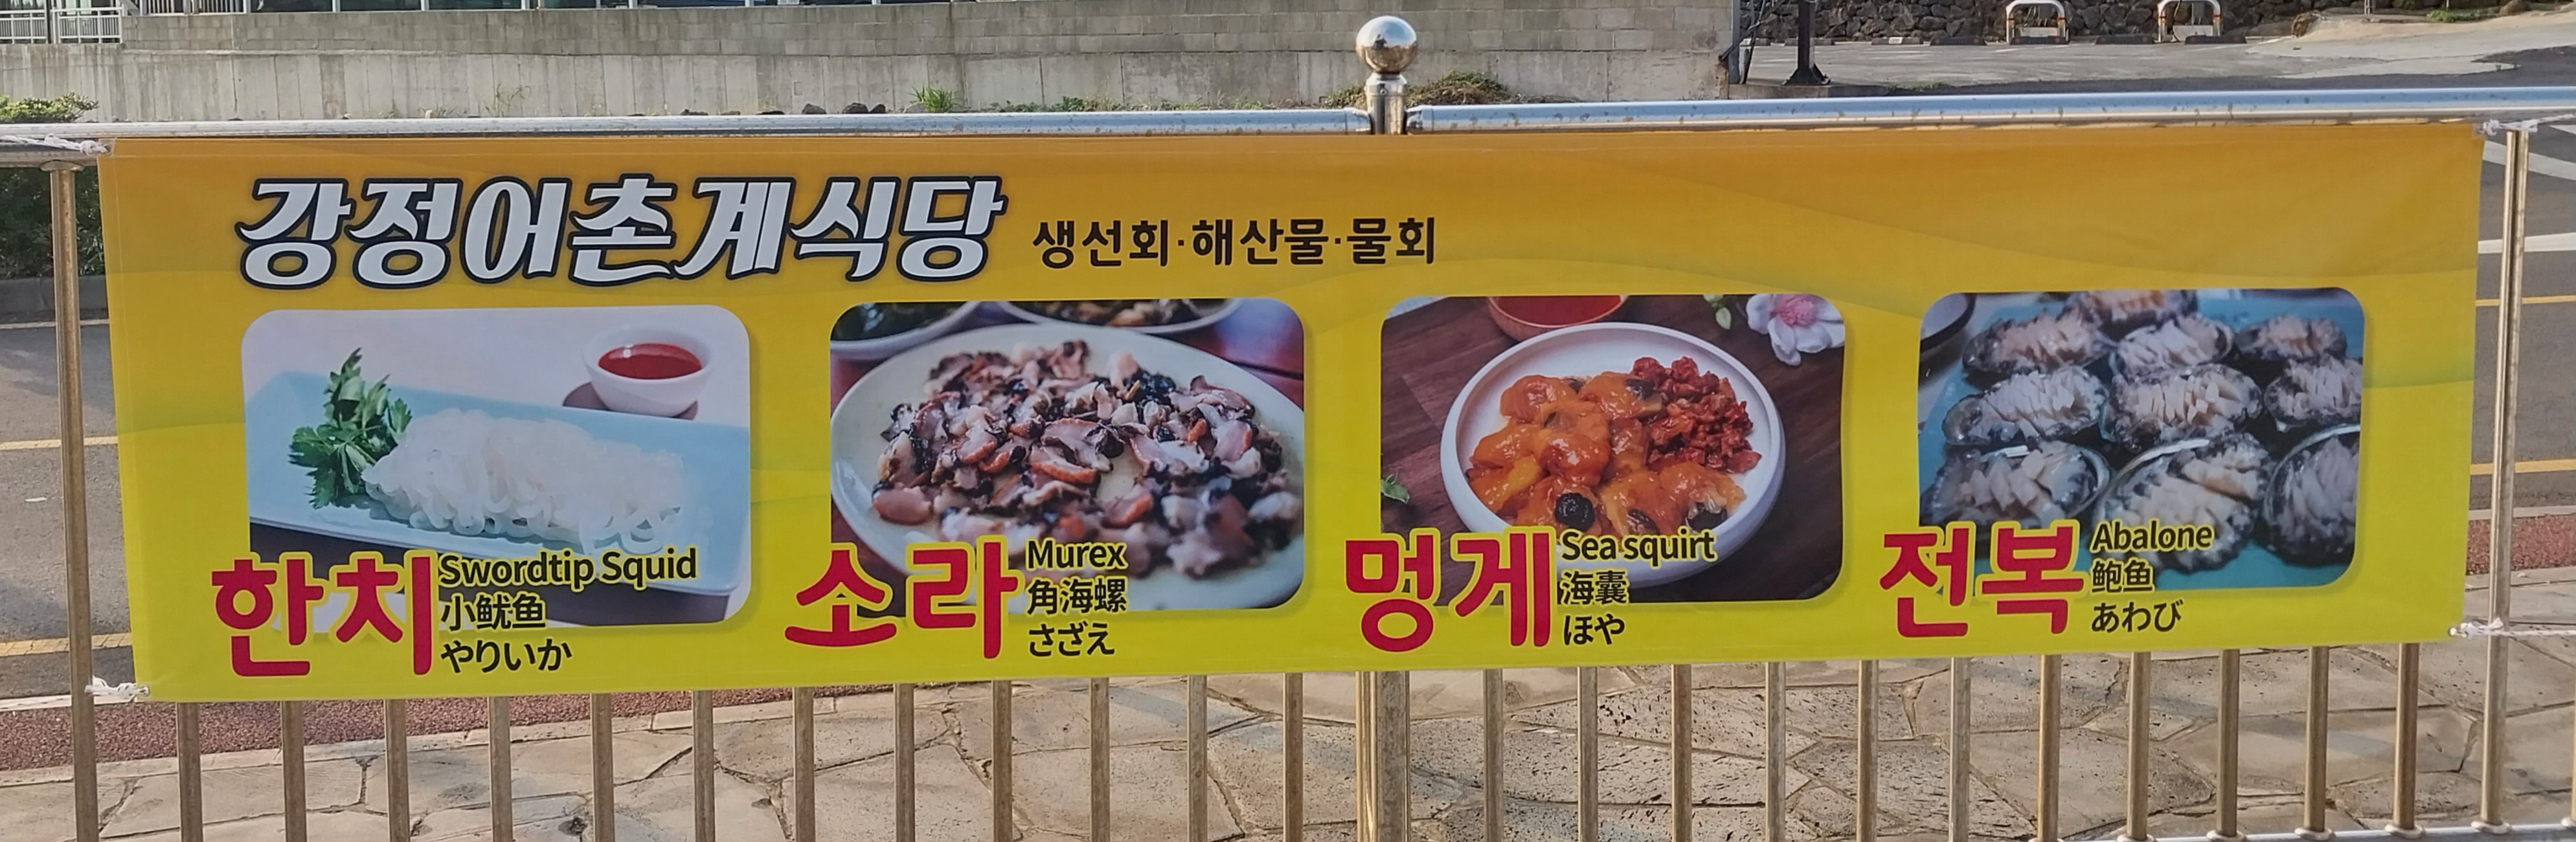 강정어촌계식당 생선회·해산물·물회
한치 Swordtip Squid
小鱿鱼
やりいか
소라 Murex
角海螺
さざえ
멍게 Sea squirt
海囊
ほや
전복 Abalone
鲍鱼
あわび